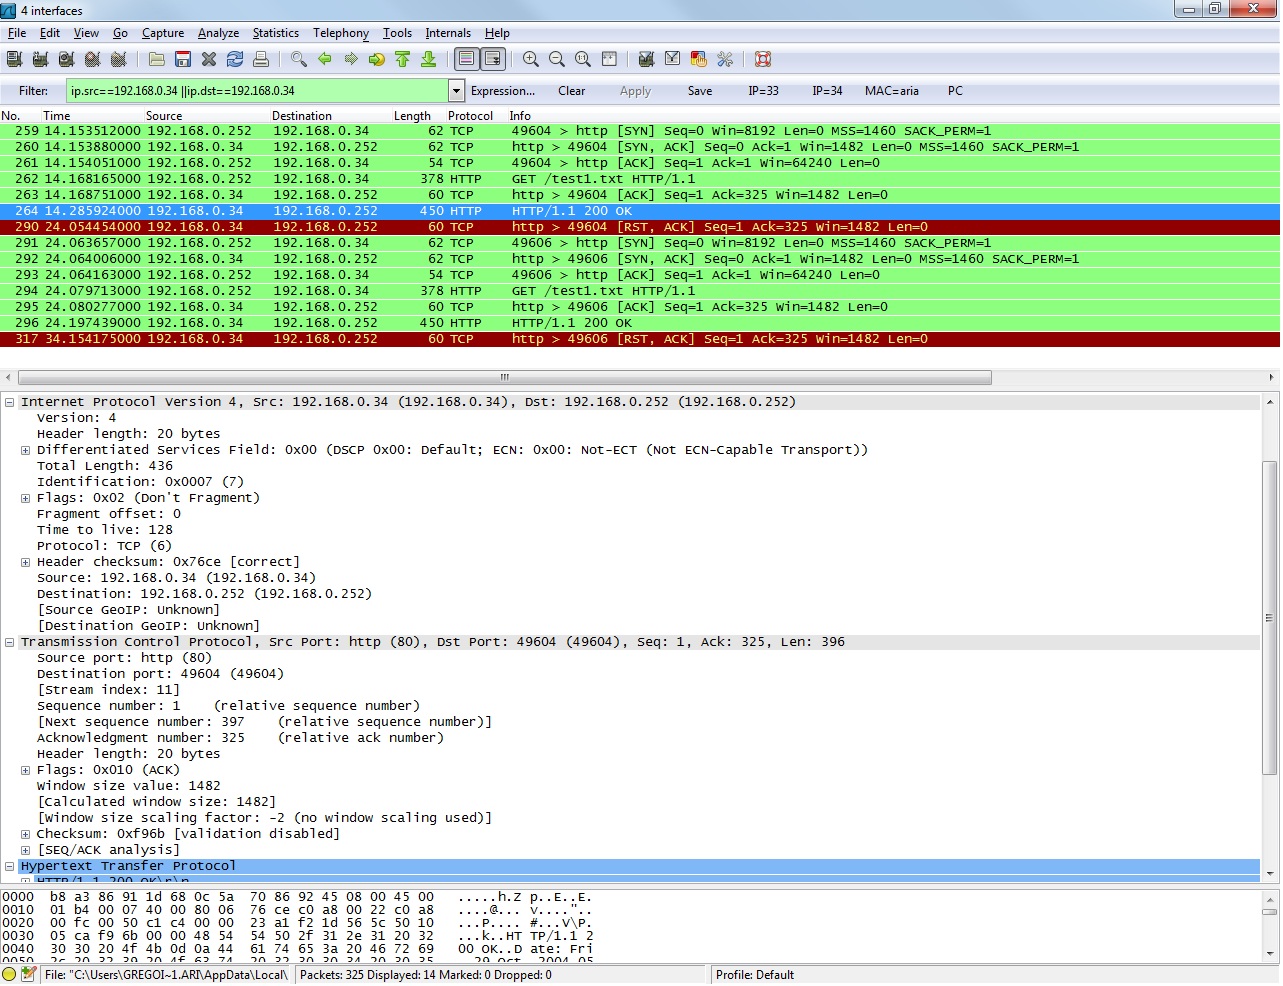 4 interfaces
File Edit View Go Capture Analyze Statistics Telephony Tools Internals Help
Filter: ip.src==192.168.0.34 ||ip.dst==192.168.0.34 Expression... Clear Apply Save IP=33 IP=34 MAC=aria PC
No. Time Source Destination Length Protocol Info
259 14.153512000 192.168.0.252 192.168.0.34 62 TCP 49604 > http [SYN] Seq=0 Win=8192 Len=0 MSS=1460 SACK_PERM=1
260 14.153880000 192.168.0.34 192.168.0.252 62 TCP http > 49604 [SYN, ACK] Seq=0 Ack=1 Win=1482 Len=0 MSS=1460 SACK_PERM=1
261 14.154051000 192.168.0.252 192.168.0.34 54 TCP 49604 > http [ACK] Seq=1 Ack=1 Win=64240 Len=0
262 14.168165000 192.168.0.252 192.168.0.34 378 HTTP GET /test1.txt HTTP/1.1
263 14.168751000 192.168.0.34 192.168.0.252 60 TCP http > 49604 [ACK] Seq=1 Ack=325 Win=1482 Len=0
264 14.285924000 192.168.0.34 192.168.0.252 450 HTTP HTTP/1.1 200 OK
290 24.054454000 192.168.0.34 192.168.0.252 60 TCP http > 49604 [RST, ACK] Seq=1 Ack=325 Win=1482 Len=0
291 24.063657000 192.168.0.252 192.168.0.34 62 TCP 49606 > http [SYN] Seq=0 Win=8192 Len=0 MSS=1460 SACK_PERM=1
292 24.064006000 192.168.0.34 192.168.0.252 62 TCP http > 49606 [SYN, ACK] Seq=0 Ack=1 Win=1482 Len=0 MSS=1460 SACK_PERM=1
293 24.064163000 192.168.0.252 192.168.0.34 54 TCP 49606 > http [ACK] Seq=1 Ack=1 Win=64240 Len=0
294 24.079713000 192.168.0.252 192.168.0.34 378 HTTP GET /test1.txt HTTP/1.1
295 24.080277000 192.168.0.34 192.168.0.252 60 TCP http > 49606 [ACK] Seq=1 Ack=325 Win=1482 Len=0
296 24.197439000 192.168.0.34 192.168.0.252 450 HTTP HTTP/1.1 200 OK
317 34.154175000 192.168.0.34 192.168.0.252 60 TCP http > 49606 [RST, ACK] Seq=1 Ack=325 Win=1482 Len=0
Internet Protocol Version 4, Src: 192.168.0.34 (192.168.0.34), Dst: 192.168.0.252 (192.168.0.252)
Version: 4
Header length: 20 bytes
Differentiated Services Field: 0x00 (DSCP 0x00: Default; ECN: 0x00: Not-ECT (Not ECN-Capable Transport))
Total Length: 436
Identification: 0x0007 (7)
Flags: 0x02 (Don't Fragment)
Fragment offset: 0
Time to live: 128
Protocol: TCP (6)
Header checksum: 0x76ce [correct]
Source: 192.168.0.34 (192.168.0.34)
Destination: 192.168.0.252 (192.168.0.252)
[Source GeoIP: Unknown]
[Destination GeoIP: Unknown]
Transmission Control Protocol, Src Port: http (80), Dst Port: 49604 (49604), Seq: 1, Ack: 325, Len: 396
Source port: http (80)
Destination port: 49604 (49604)
[Stream index: 11]
Sequence number: 1 (relative sequence number)
[Next sequence number: 397 (relative sequence number)]
Acknowledgment number: 325 (relative ack number)
Header length: 20 bytes
Flags: 0x010 (ACK)
Window size value: 1482
[Calculated window size: 1482]
[Window size scaling factor: -2 (no window scaling used)]
Checksum: 0xf96b [validation disabled]
[SEQ/ACK analysis]
Hypertext Transfer Protocol
HTTP/1.1 200 OK\r\n
0000 b8 a3 86 91 1d 68 0c 5a 70 86 92 45 08 00 45 00 .....h.Z p..E..E.
0010 01 b4 00 07 40 00 80 06 76 ce c0 a8 00 22 c0 a8 ....@... v....".. 
0020 00 fc 00 50 c1 c4 00 00 23 a1 f2 1d 56 5c 50 10 ...P.... #...V\P.
0030 05 ca f9 6b 00 00 48 54 54 50 2f 31 2e 31 20 32 ...k..HT TP/1.1 2
0040 30 30 20 4f 4b 0d 0a 44 61 74 65 3a 20 46 72 69 00 OK..D ate: Fri
0050 2c 20 32 39 20 4f 63 74 20 32 30 30 34 20 30 35 , 29 Oct 2004 05
File: "C:\Users\GREGOI~1.ARI\AppData\Local\ Packets: 325 Displayed: 14 Marked: 0 Dropped: 0 Profile: Default